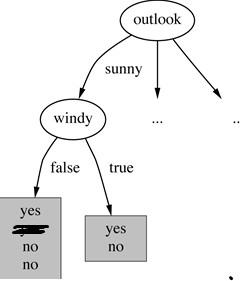 outlook
sunny
windy
...
..
false
true
yes
no
no
yes
no